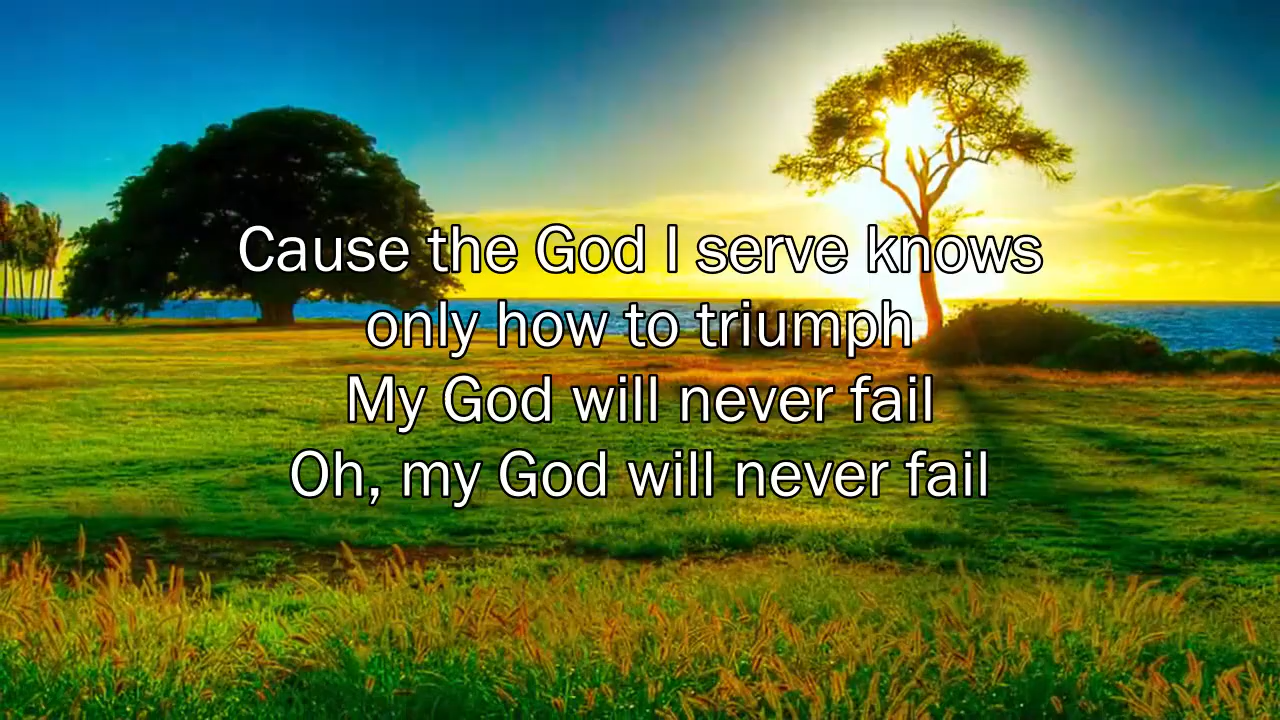 Cause the God I serve knows
only how to triumph
My God will never fail
Oh, my God will never fail